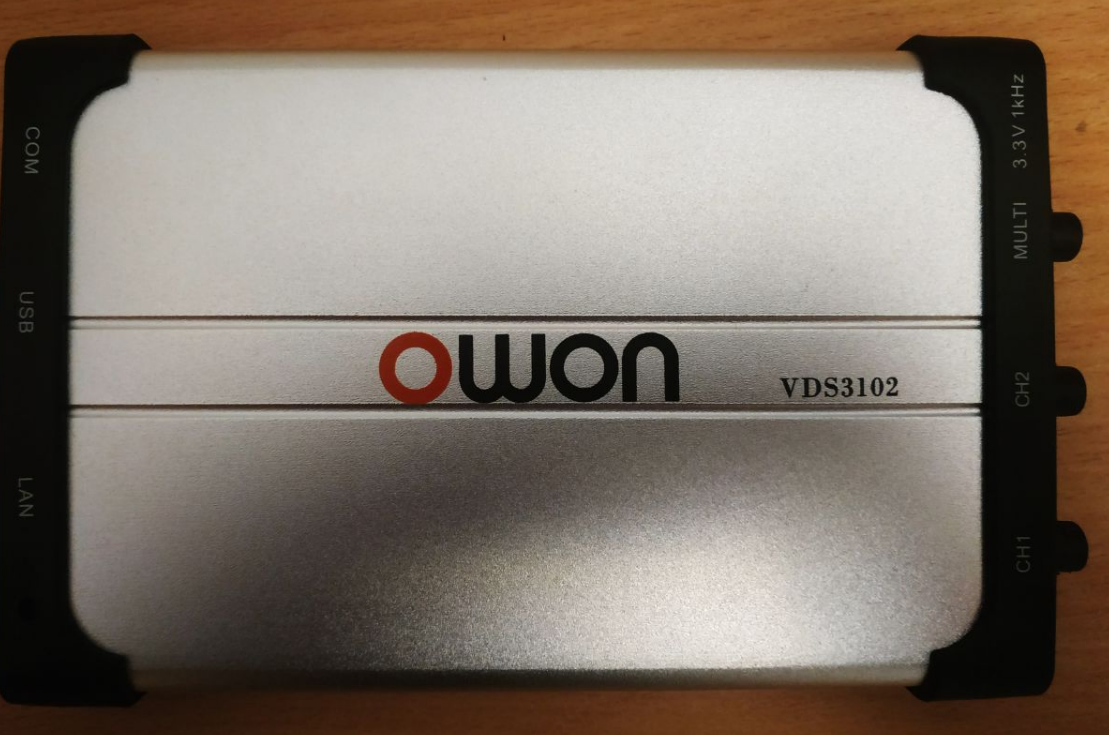 COM
USB
LAN
owon
VDS3102
3.3V 1kHz
MULTI
CH2
CH1